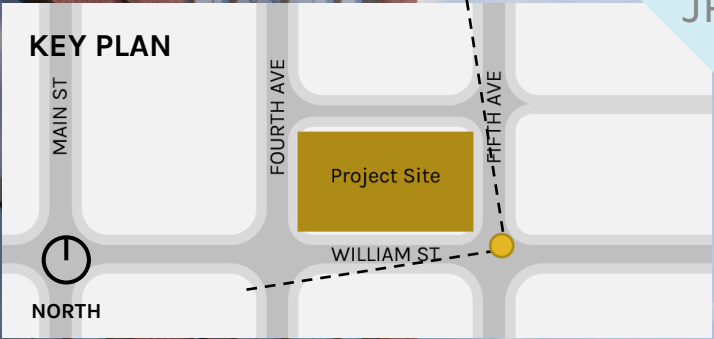 KEY PLAN
MAIN ST
FOURTH AVE
FIFTH AVE
Project Site
WILLIAM ST
NORTH